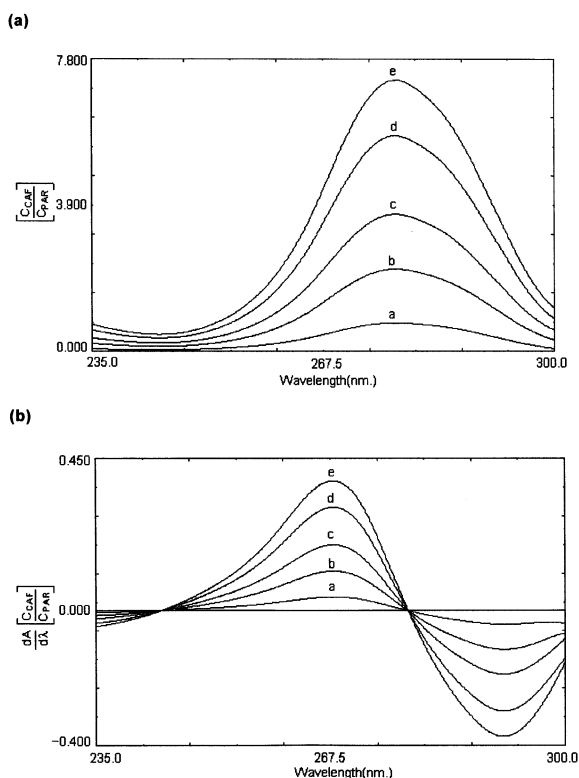 (a)
7.800
3.900
0.000
[C_CAF / C_PAR]
e
d
c
b
a
235.0 267.5 300.0
Wavelength(nm.)
(b)
0.450
0.000
−0.400
dA/dλ [C_CAF / C_PAR]
e
d
c
b
a
235.0 267.5 300.0
Wavelength(nm.)